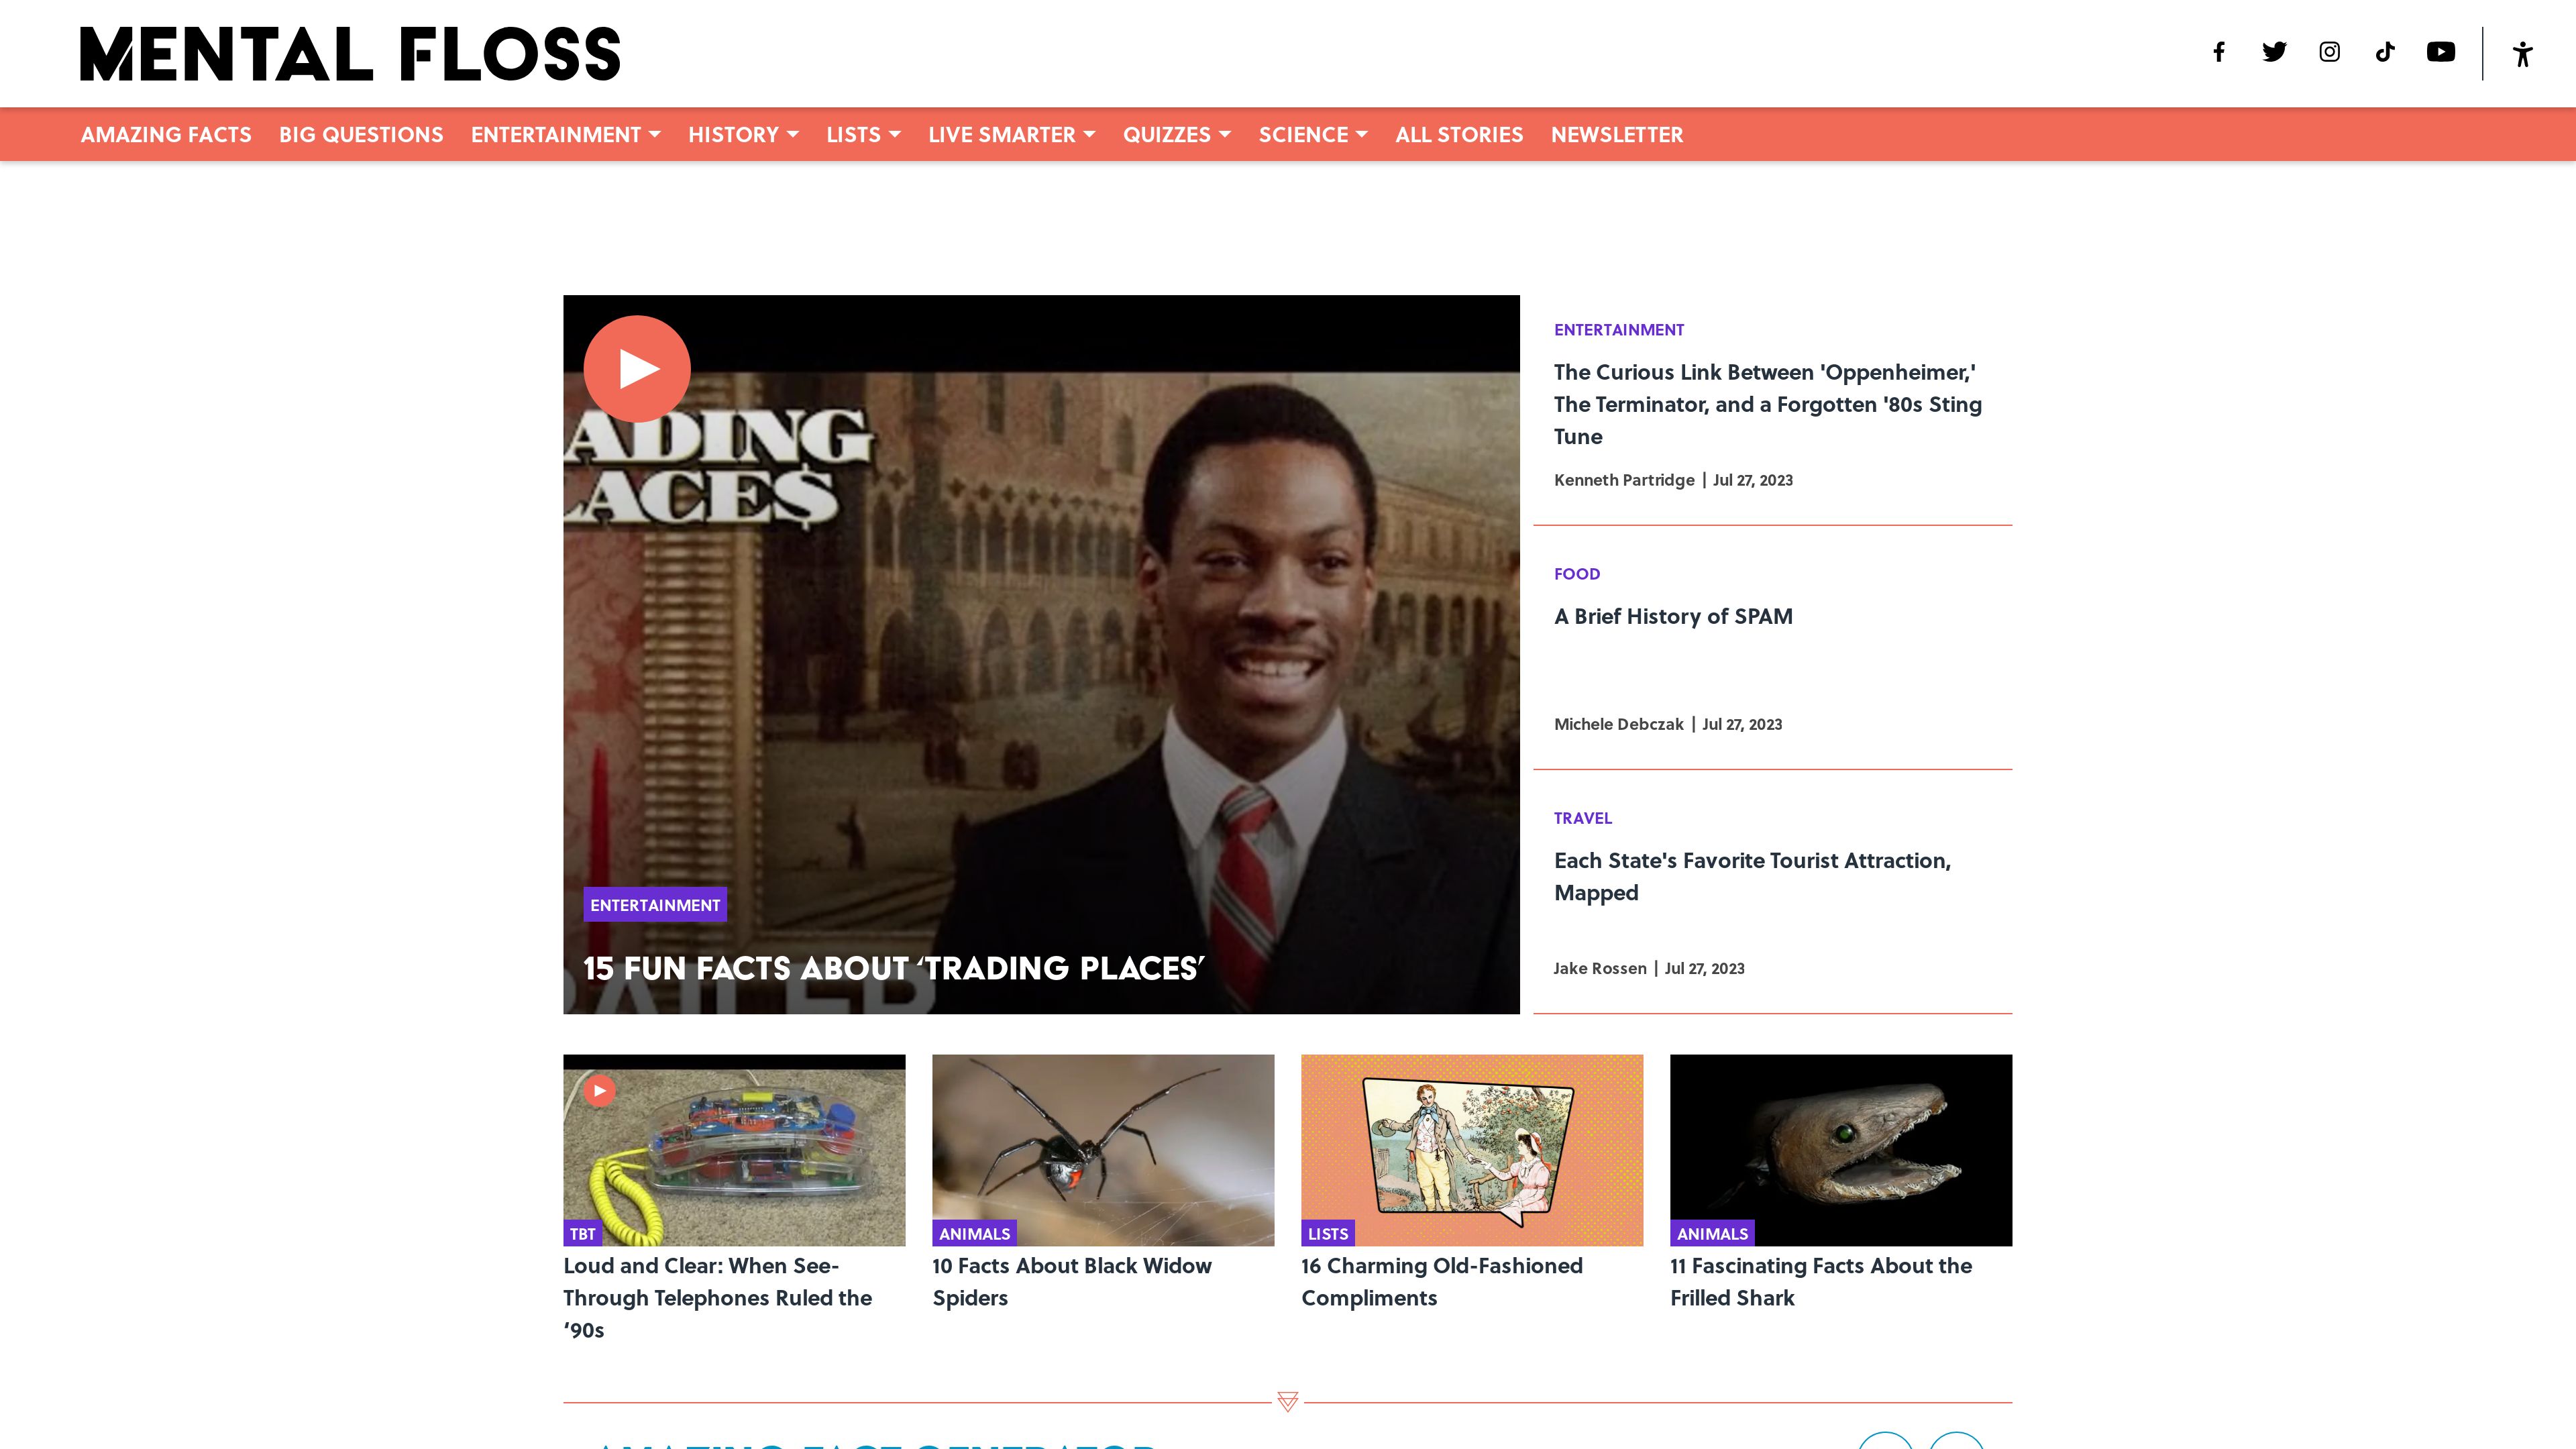 MENTAL FLOSS
AMAZING FACTS BIG QUESTIONS ENTERTAINMENT HISTORY LISTS LIVE SMARTER QUIZZES SCIENCE ALL STORIES NEWSLETTER
ADING
ACES
ENTERTAINMENT
15 FUN FACTS ABOUT ‘TRADING PLACES’
ENTERTAINMENT
The Curious Link Between 'Oppenheimer,'
The Terminator, and a Forgotten '80s Sting
Tune
Kenneth Partridge | Jul 27, 2023
FOOD
A Brief History of SPAM
Michele Debczak | Jul 27, 2023
TRAVEL
Each State's Favorite Tourist Attraction,
Mapped
Jake Rossen | Jul 27, 2023
TBT
Loud and Clear: When See-
Through Telephones Ruled the
‘90s
ANIMALS
10 Facts About Black Widow
Spiders
LISTS
16 Charming Old-Fashioned
Compliments
ANIMALS
11 Fascinating Facts About the
Frilled Shark
AMAZING FACT GENERATOR